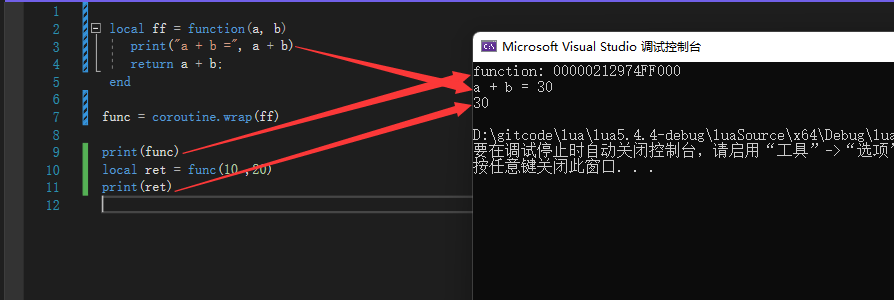 1
2 local ff = function(a, b)
3 print("a + b =", a + b)
4 return a + b;
5 end
6
7 func = coroutine.wrap(ff)
8
9 print(func)
10 local ret = func(10 ,20)
11 print(ret)
12
Microsoft Visual Studio 调试控制台
function: 00000212974FF000
a + b = 30
30
D:\gitcode\lua\lua5.4.4-debug\luaSource\x64\Debug\lua
要在调试停止时自动关闭控制台，请启用“工具”->“选项”
按任意键关闭此窗口. . .